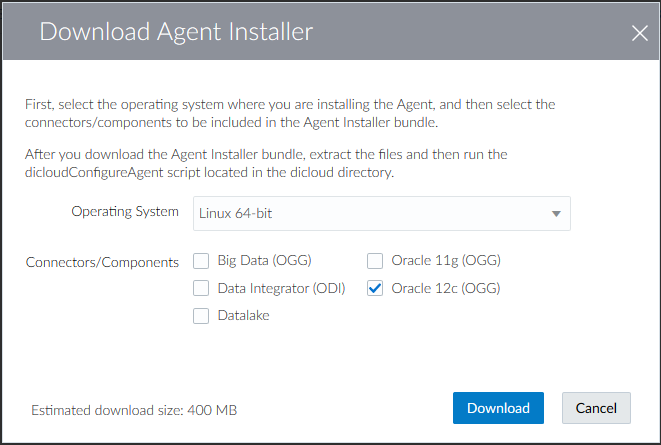 Download Agent Installer
First, select the operating system where you are installing the Agent, and then select the
connectors/components to be included in the Agent Installer bundle.
After you download the Agent Installer bundle, extract the files and then run the
dicloudConfigureAgent script located in the dicloud directory.
Operating System Linux 64-bit
Connectors/Components Big Data (OGG) Oracle 11g (OGG)
Data Integrator (ODI) Oracle 12c (OGG)
Datalake
Estimated download size: 400 MB Download Cancel